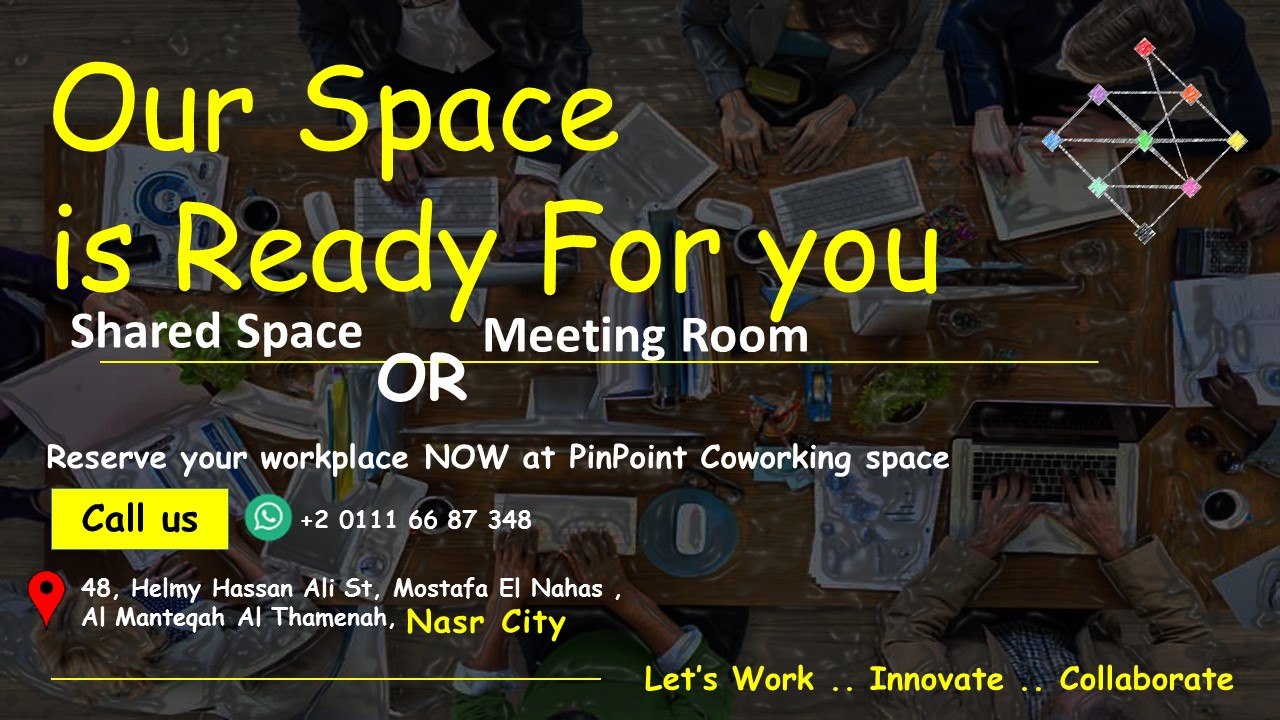 Our Space
is Ready For you
Shared Space
OR
Meeting Room
Reserve your workplace NOW at PinPoint Coworking space
Call us
+2 0111 66 87 348
48, Helmy Hassan Ali St, Mostafa El Nahas ,
Al Manteqah Al Thamenah, Nasr City
Let's Work .. Innovate .. Collaborate